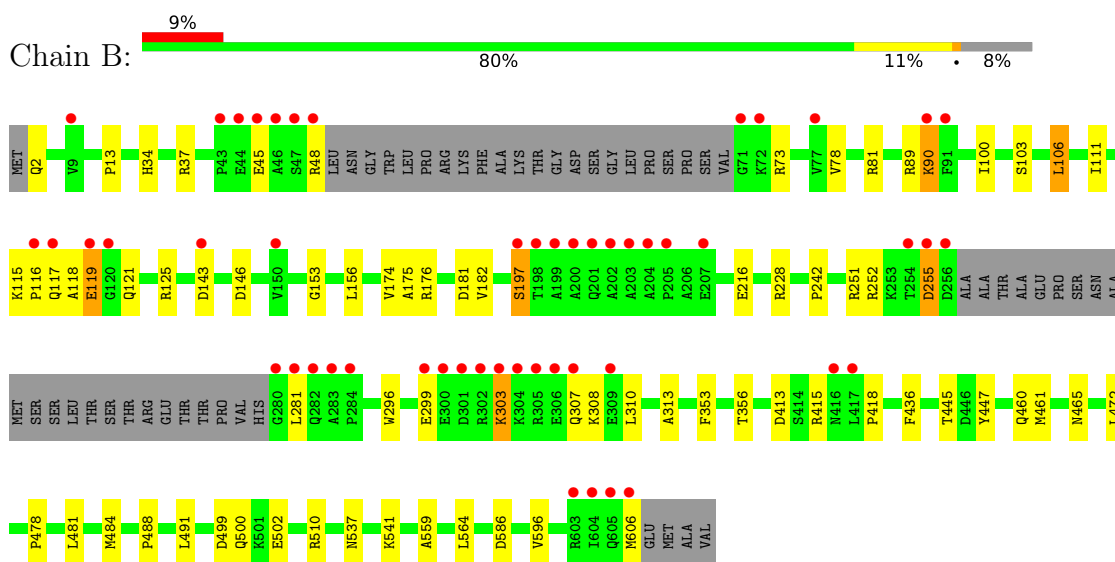 9%
Chain B:
80% 11% • 8%
MET Q2 V9 P13 H34 R37 P43 E44 E45 A46 S47 R48 LEU ASN GLY TRP LEU PRO ARG LYS PHE ALA LYS THR GLY ASP SER GLY LEU PRO SER PRO SER VAL G71 K72 R73 V77 V78 R81 R89 K90 F91 I100 S103 L106 I111
K115 P116 Q117 A118 E119 G120 Q121 R125 D143 D146 V150 G153 L156 V174 A175 R176 D181 V182 S197 T198 A199 A200 Q201 A202 A203 A204 P205 A206 E207 E216 R228 P242 R251 R252 K253 T254 D255 D256 ALA ALA THR ALA GLU PRO SER ASN ALA
MET SER SER LEU THR SER THR ARG GLY THR THR PRO VAL HIS G280 L281 Q282 A283 P284 W296 E299 E300 D301 R302 K303 K304 R305 E306 Q307 K308 E309 L310 A313 F353 T356 D413 S414 R415 N416 L417 P418 F436 T445 D446 Y447 Q460 M461 N465 L472
P478 L481 M484 P488 L491 D499 Q500 K501 E502 R510 N537 K541 A559 L564 D586 V596 R603 I604 Q605 M606 GLU MET ALA VAL